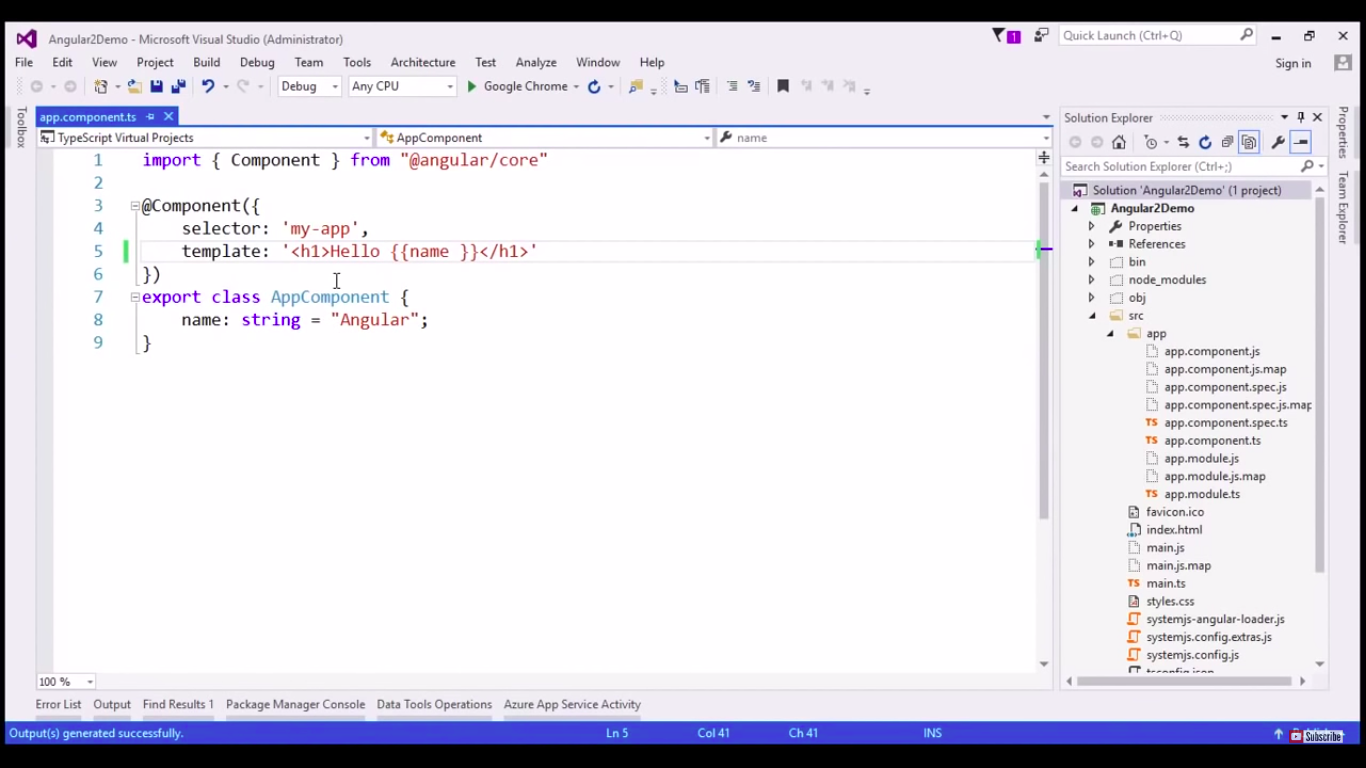 Angular2Demo - Microsoft Visual Studio (Administrator)
1
Quick Launch (Ctrl+Q)
File Edit View Project Build Debug Team Tools Architecture Test Analyze Window Help
Sign in
Debug Any CPU Google Chrome
Toolbox
app.component.ts
TypeScript Virtual Projects AppComponent name
1 import { Component } from "@angular/core"
2
3 @Component({
4 selector: 'my-app',
5 template: '<h1>Hello {{name }}</h1>'
6 })
7 export class AppComponent {
8 name: string = "Angular";
9 }
100 %
Solution Explorer
Search Solution Explorer (Ctrl+;)
Solution 'Angular2Demo' (1 project)
Angular2Demo
Properties
References
bin
node_modules
obj
src
app
app.component.js
app.component.js.map
app.component.spec.js
app.component.spec.js.map
TS app.component.spec.ts
TS app.component.ts
app.module.js
app.module.js.map
TS app.module.ts
favicon.ico
index.html
main.js
main.js.map
TS main.ts
styles.css
systemjs-angular-loader.js
systemjs.config.extras.js
systemjs.config.js
tsconfig.json
Properties
Team Explorer
Error List Output Find Results 1 Package Manager Console Data Tools Operations Azure App Service Activity
Output(s) generated successfully. Ln 5 Col 41 Ch 41 INS
Subscribe